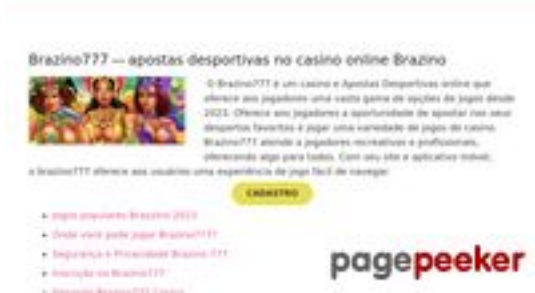 Brazino777 — apostas desportivas no casino online Brazino
O Brazino777 é um casino e Apostas Desportivas online que
oferece aos jogadores uma vasta gama de opções de jogos desde
2021. Oferece aos jogadores a oportunidade de apostar nos seus
desportos favoritos e jogar uma variedade de jogos de casino.
Brazino777 atende a jogadores recreativos e profissionais,
oferecendo algo para todos. Com seu site e aplicativo móvel,
o brazino777 oferece aos usuários uma experiência de jogo fácil de navegar.
CADASTRO
Jogos populares Brazino 2023
Onde você pode jogar Brazino777?
Segurança e Privacidade Brazino 777
Inscrição no Brazino777
Brazino777 Casino
pagepeeker